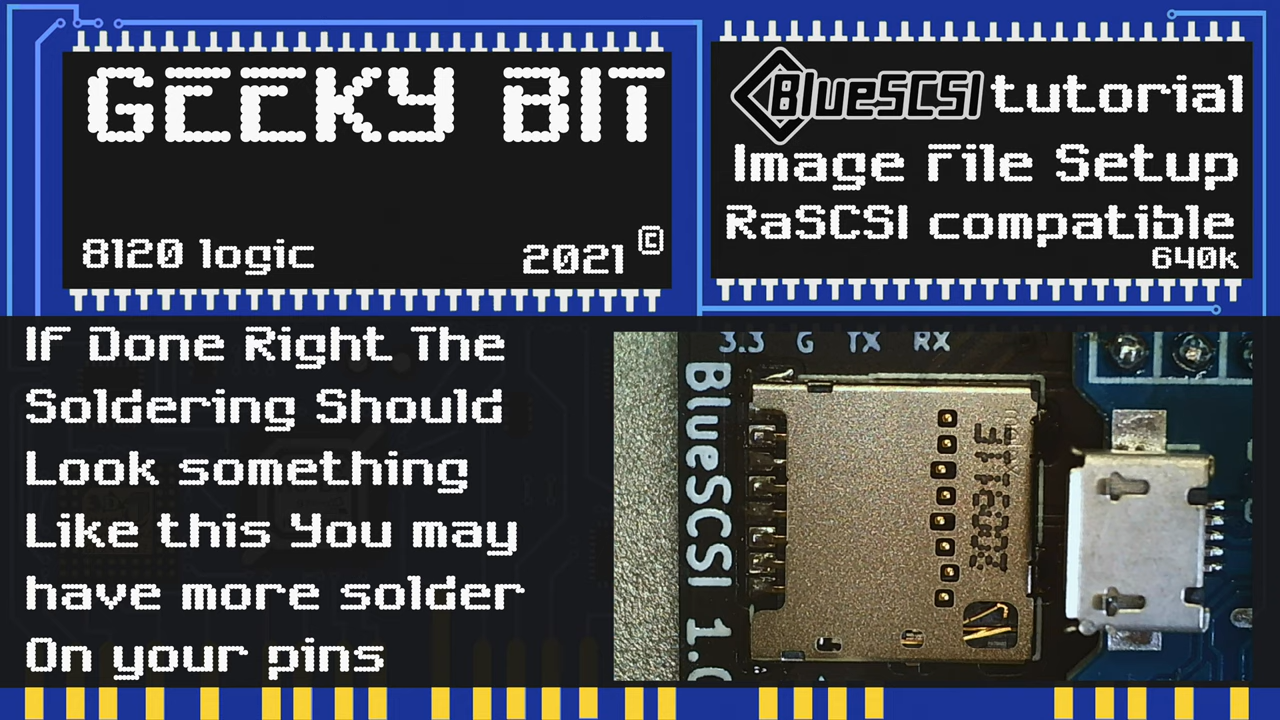 GEEKY BIT
8120 logic
2021 ©
BlueSCSI tutorial
Image File Setup
RaSCSI compatible
640k
IF Done Right The
Soldering Should
Look something
Like this You may
have more solder
On your pins
3.3 G TX RX
BlueSCSI 1.0